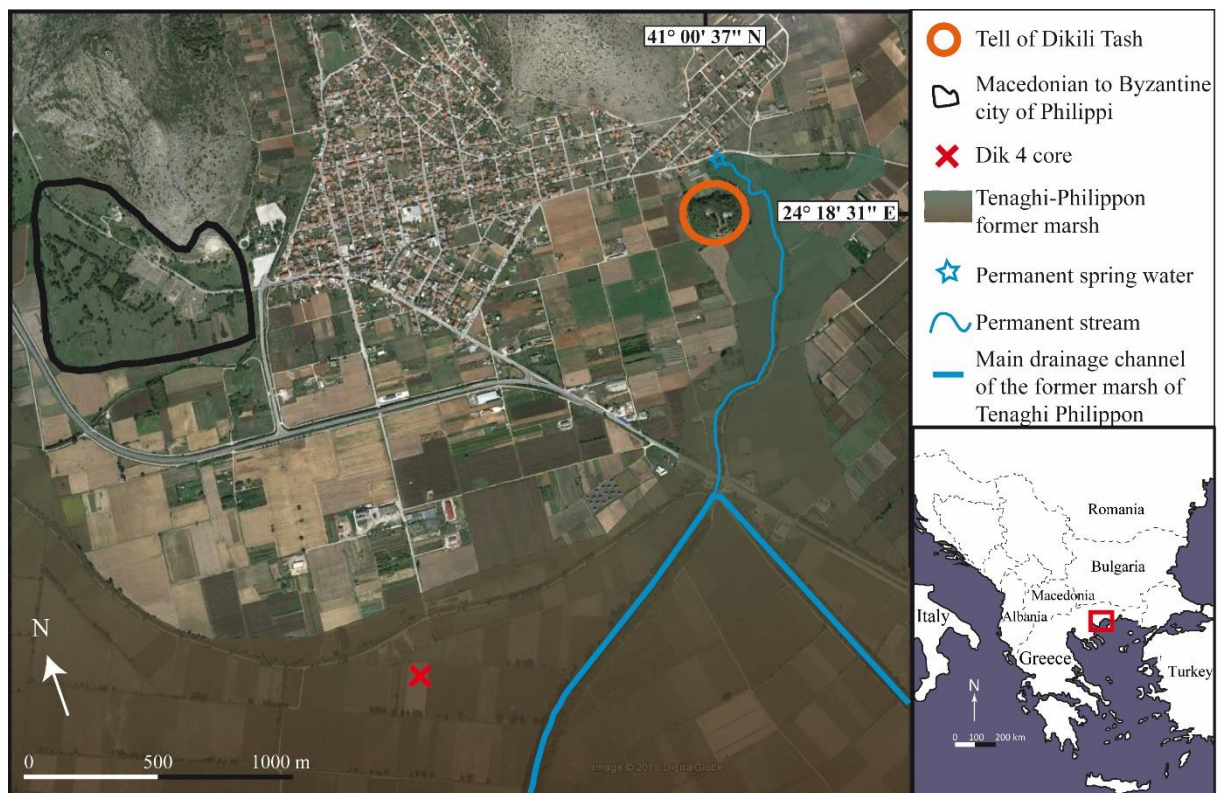 41° 00' 37" N
24° 18' 31" E
N
0 500 1000 m
Image © 2015 DigitalGlobe
Tell of Dikili Tash
Macedonian to Byzantine
city of Philippi
Dik 4 core
Tenaghi-Philippon
former marsh
Permanent spring water
Permanent stream
Main drainage channel
of the former marsh of
Tenaghi Philippon
Romania
Bulgaria
Macedonia
Albania
Italy
Greece
Turkey
N
0 100 200 km